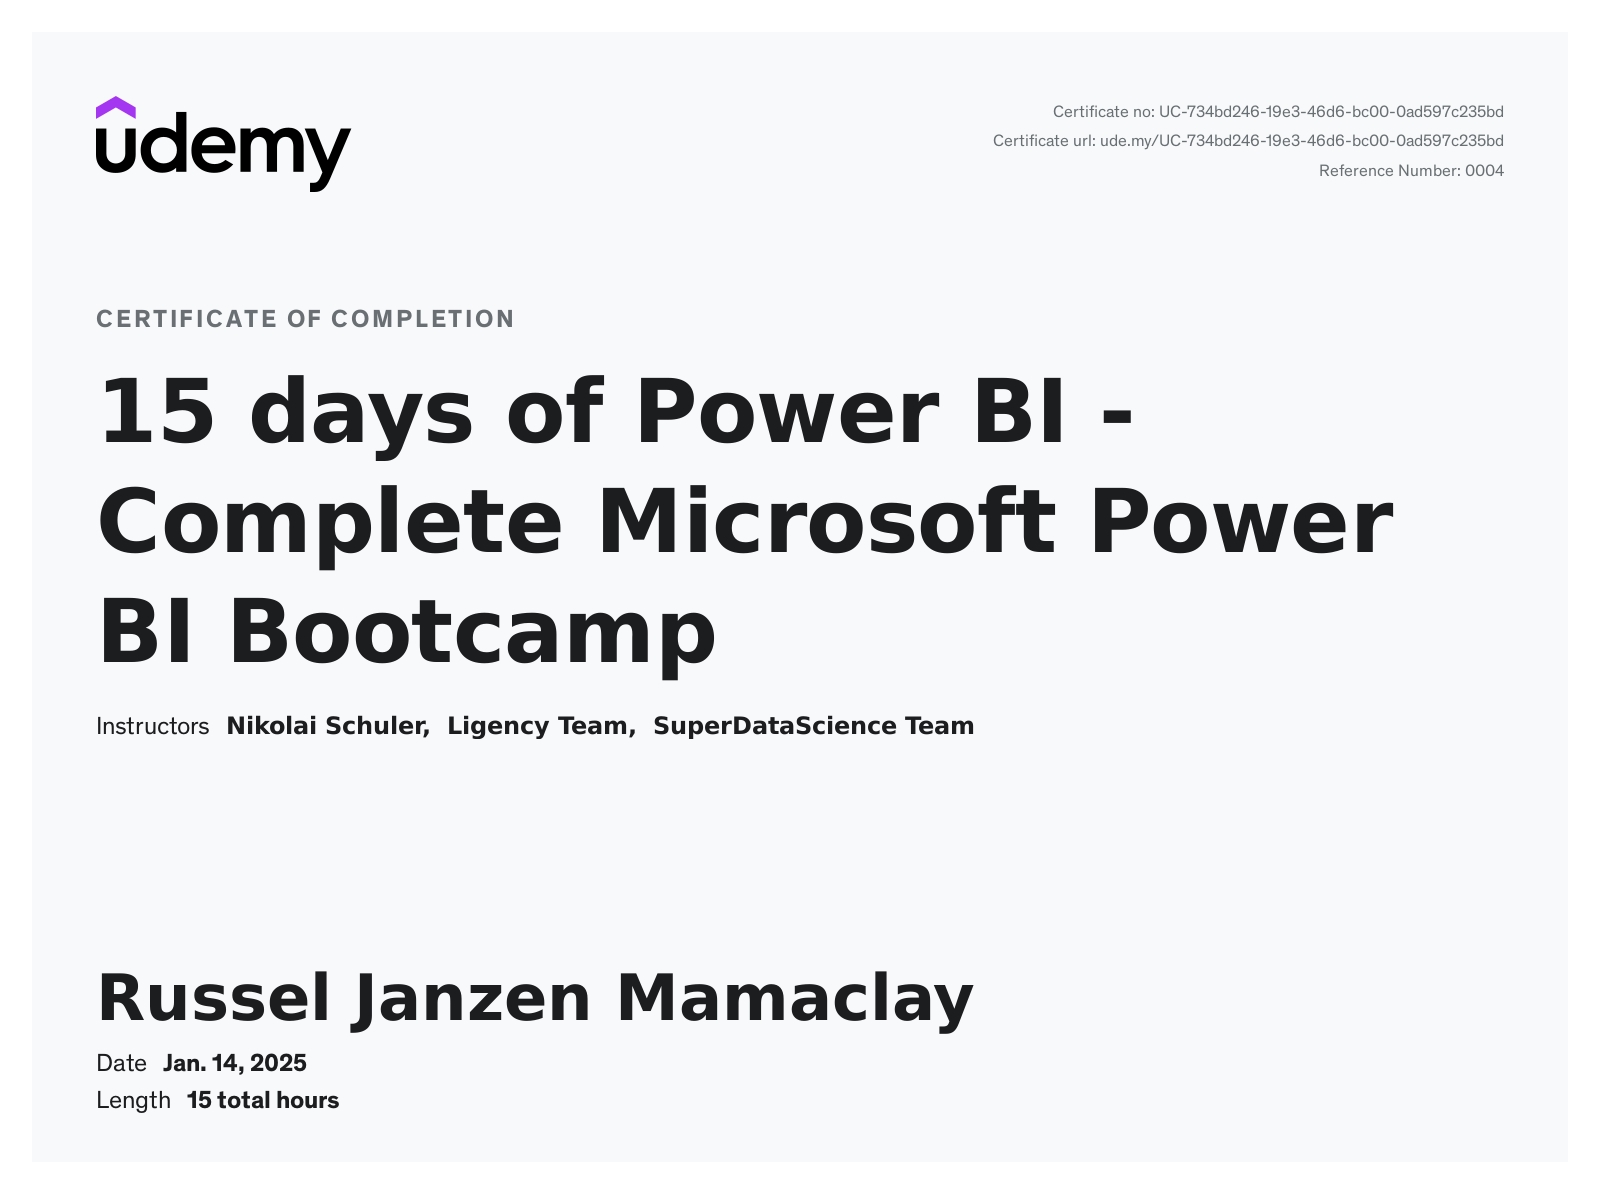 udemy
Certificate no: UC-734bd246-19e3-46d6-bc00-0ad597c235bd
Certificate url: ude.my/UC-734bd246-19e3-46d6-bc00-0ad597c235bd
Reference Number: 0004
CERTIFICATE OF COMPLETION
15 days of Power BI -
Complete Microsoft Power
BI Bootcamp
Instructors Nikolai Schuler, Ligency Team, SuperDataScience Team
Russel Janzen Mamaclay
Date Jan. 14, 2025
Length 15 total hours